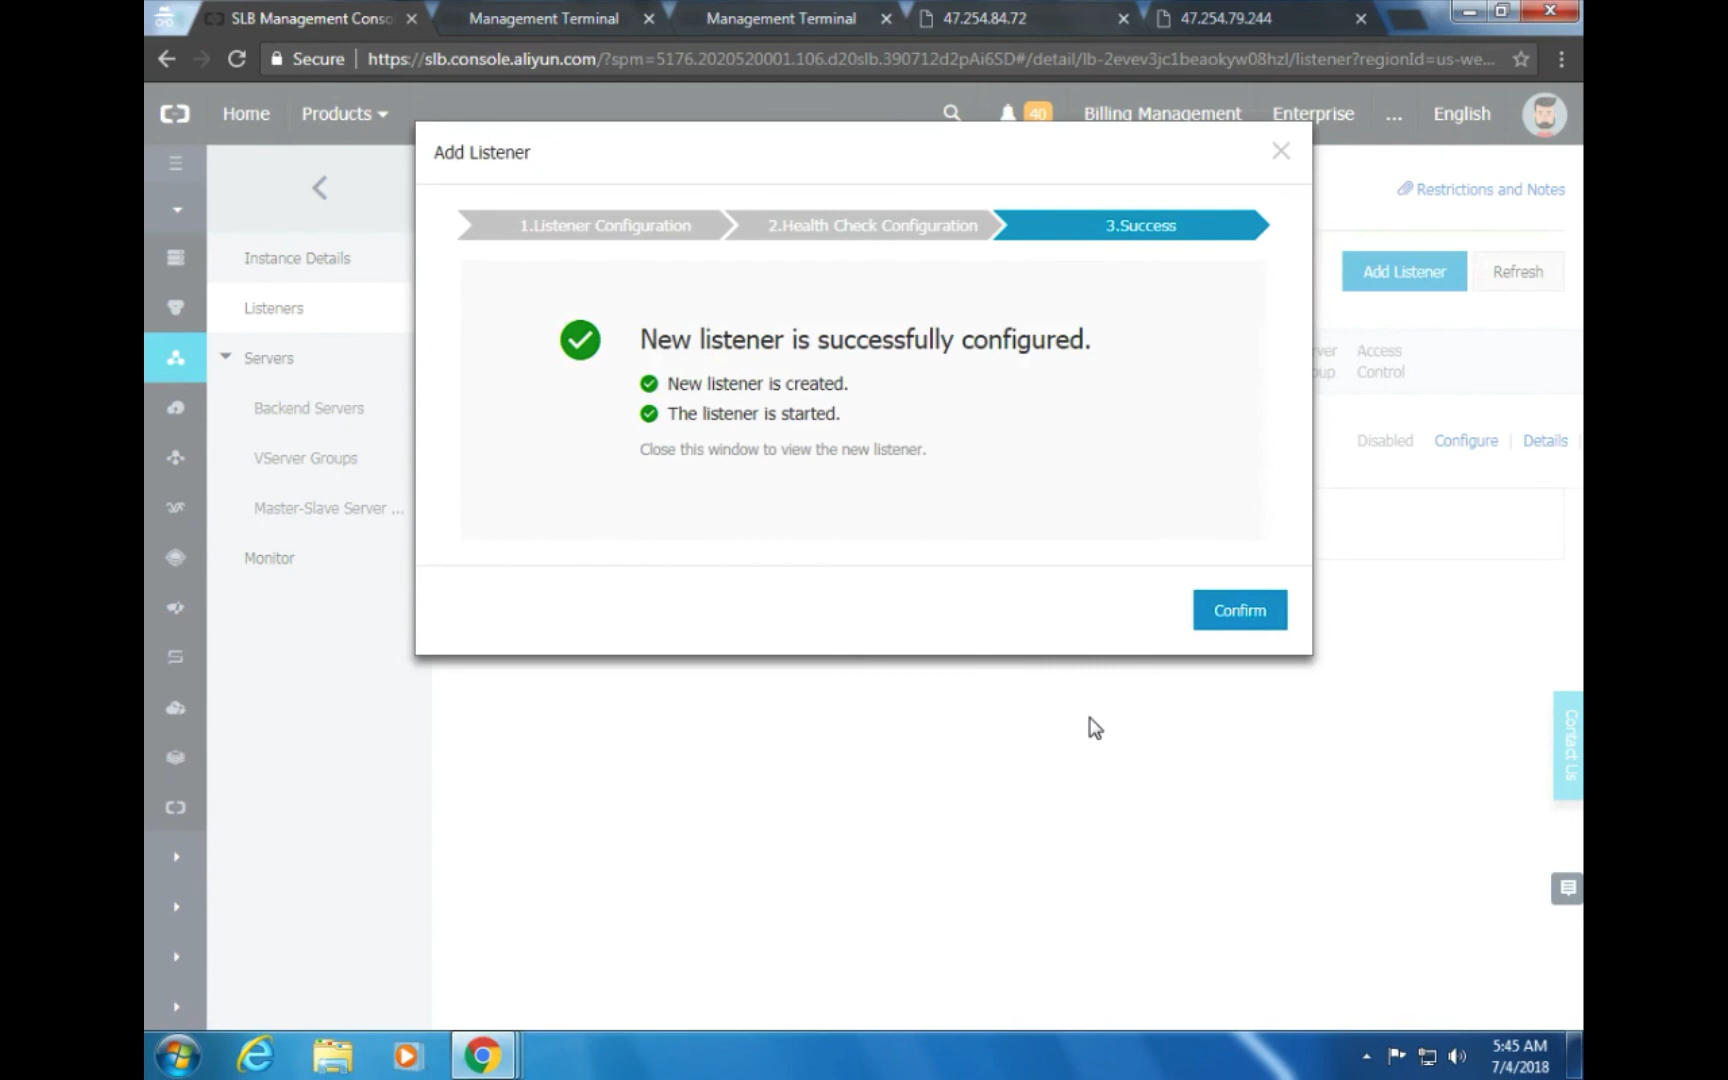 SLB Management Conso
Management Terminal
Management Terminal
47.254.84.72
47.254.79.244
Secure
https://slb.console.aliyun.com/?spm=5176.2020520001.106.d20slb.390712d2pAi6SD#/detail/lb-2evev3jc1beaokyw08hzl/listener?regionId=us-we...
Home
Products
40
Billing Management
Enterprise
...
English
Add Listener
Restrictions and Notes
1.Listener Configuration
2.Health Check Configuration
3.Success
Instance Details
Add Listener
Refresh
Listeners
New listener is successfully configured.
Servers
Access
Control
New listener is created.
Backend Servers
The listener is started.
Disabled
Configure
Details
Close this window to view the new listener.
VServer Groups
Master-Slave Server ...
Monitor
Confirm
Contact Us
5:45 AM
7/4/2018